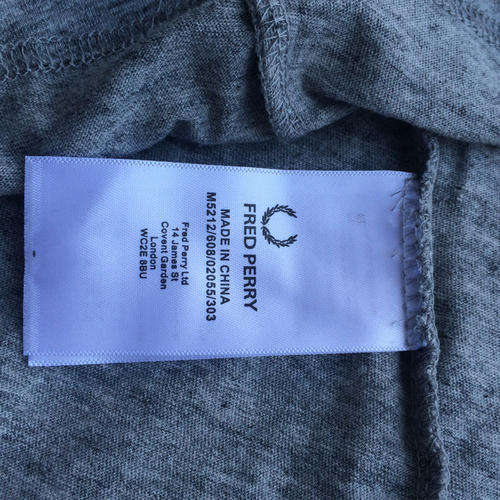 FRED PERRY
MADE IN CHINA
M5212/608/02055/303
Fred Perry Ltd
14 James St
Covent Garden
London
WC2E 8BU